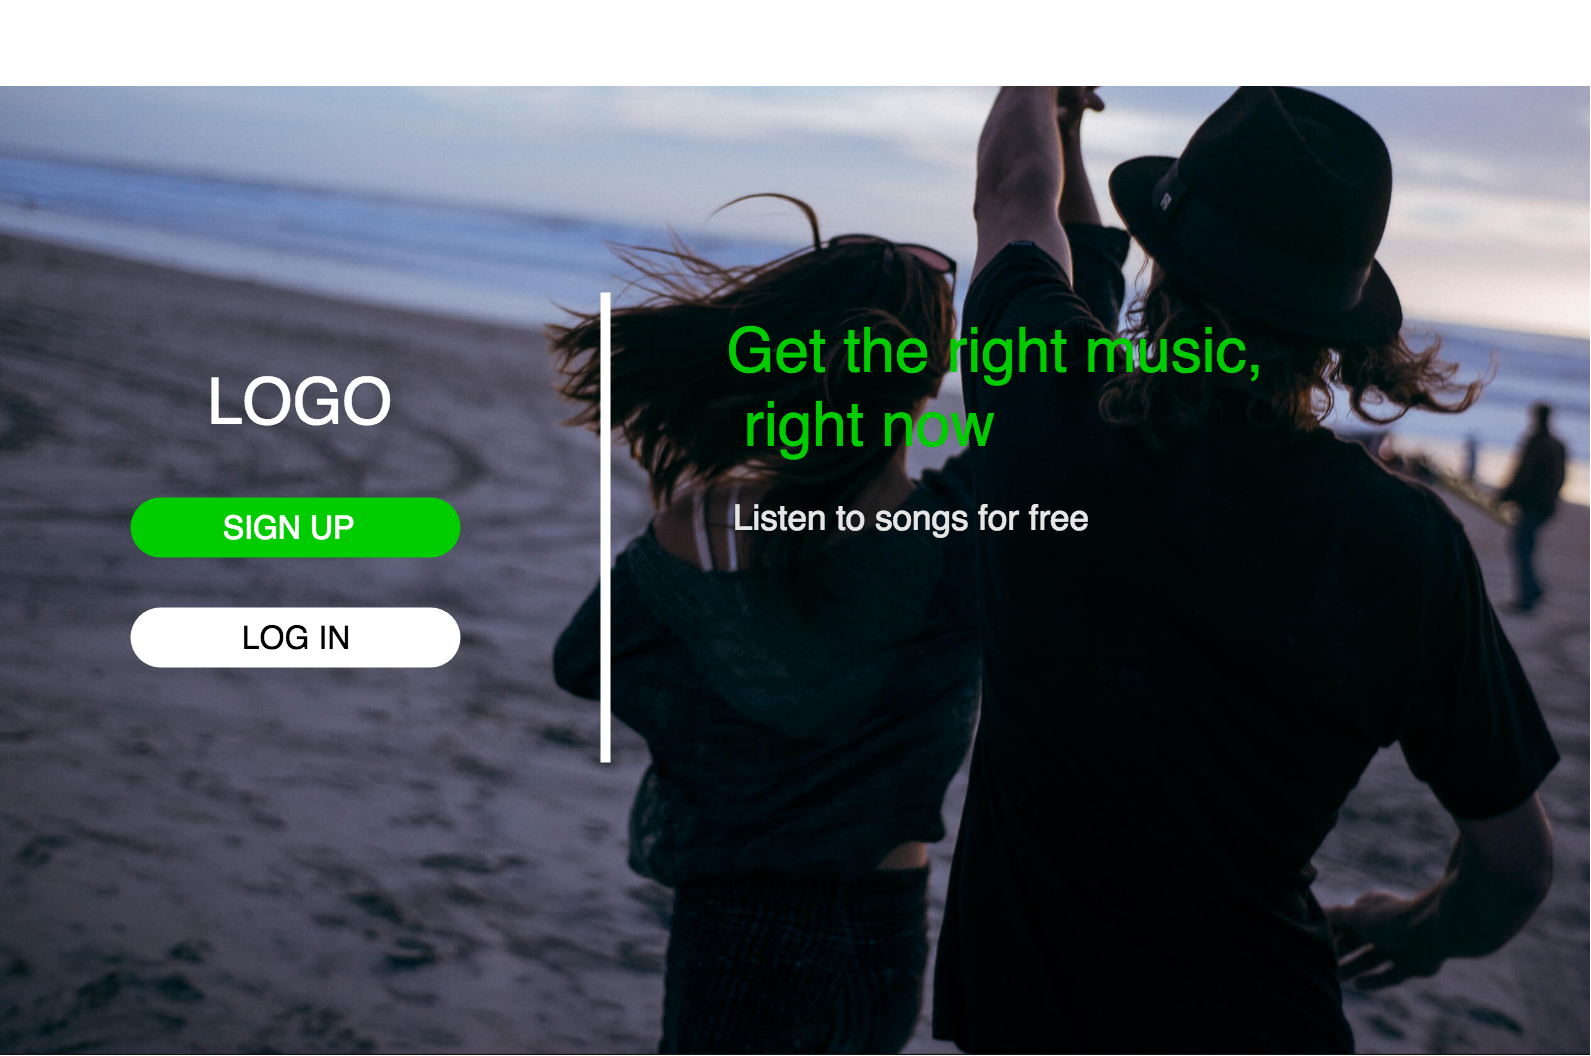 LOGO
SIGN UP
LOG IN
Get the right music,
right now
Listen to songs for free